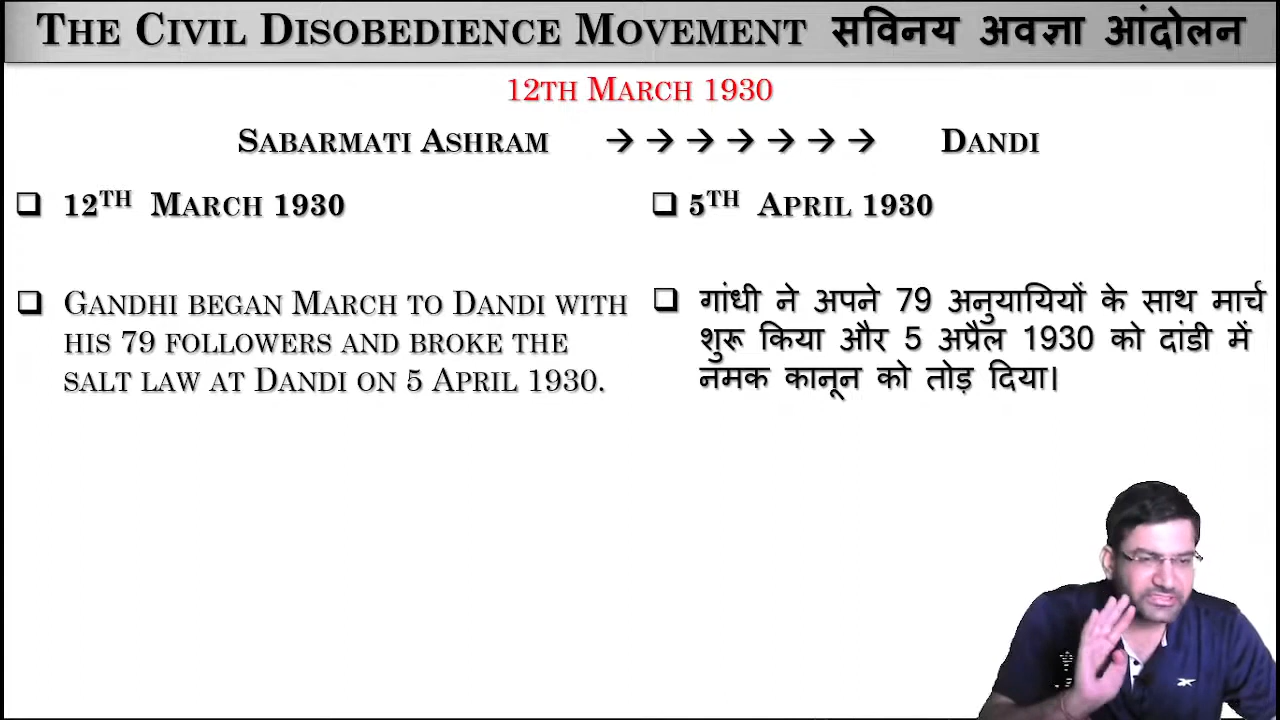 THE CIVIL DISOBEDIENCE MOVEMENT सविनय अवज्ञा आंदोलन
12TH MARCH 1930
SABARMATI ASHRAM → → → → → → → DANDI
❑ 12TH MARCH 1930
❑ 5TH APRIL 1930
❑ GANDHI BEGAN MARCH TO DANDI WITH
HIS 79 FOLLOWERS AND BROKE THE
SALT LAW AT DANDI ON 5 APRIL 1930.
❑ गांधी ने अपने 79 अनुयायियों के साथ मार्च
शुरू किया और 5 अप्रैल 1930 को दांडी में
नमक कानून को तोड़ दिया।